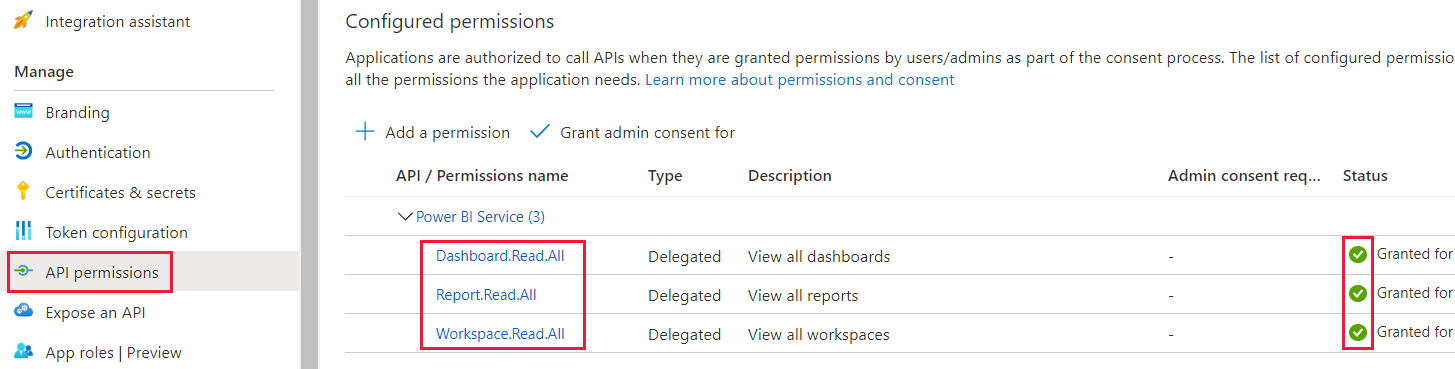 Integration assistant
Manage
Branding
Authentication
Certificates & secrets
Token configuration
API permissions
Expose an API
App roles | Preview
Configured permissions
Applications are authorized to call APIs when they are granted permissions by users/admins as part of the consent process. The list of configured permissio
all the permissions the application needs. Learn more about permissions and consent
Add a permission Grant admin consent for
API / Permissions name Type Description Admin consent req... Status
Power BI Service (3)
Dashboard.Read.All Delegated View all dashboards - Granted for
Report.Read.All Delegated View all reports - Granted for
Workspace.Read.All Delegated View all workspaces - Granted for